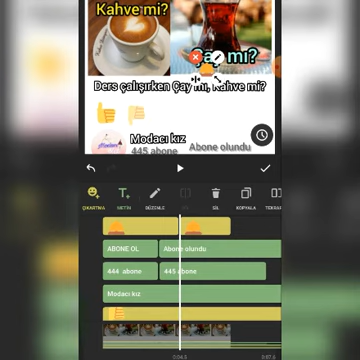 Kahve mi?
Çay mı?
Ders çalışırken Çay mı, Kahve mi?
Modacı kız
445 abone
Abone olundu
ÇIKARTMA
METİN
DÜZENLE
SİL
KOPYALA
ABONE OL
Abone olundu
444 abone
445 abone
Modacı kız